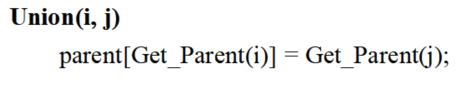 Union(i, j)
parent[Get_Parent(i)] = Get_Parent(j);